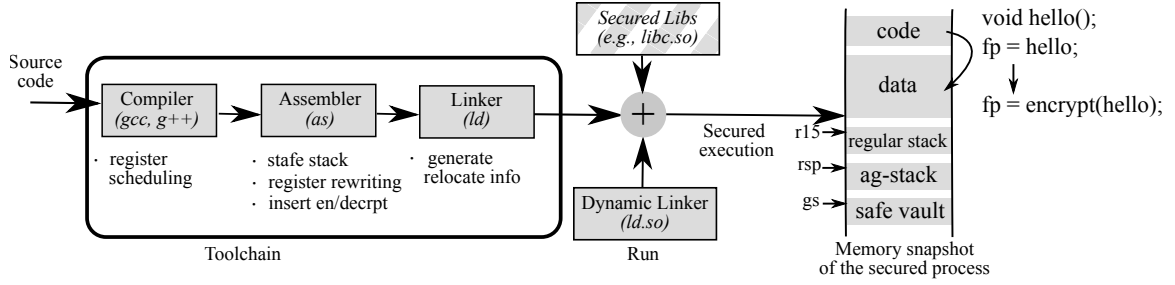 Source
code
Compiler
(gcc, g++)
· register
scheduling
Assembler
(as)
· stafe stack
· register rewriting
· insert en/decrpt
Linker
(ld)
· generate
relocate info
Toolchain
Secured Libs
(e.g., libc.so)
+
Dynamic Linker
(ld.so)
Run
Secured
execution
code
data
regular stack
ag-stack
safe vault
r15
rsp
gs
Memory snapshot
of the secured process
void hello();
fp = hello;
fp = encrypt(hello);